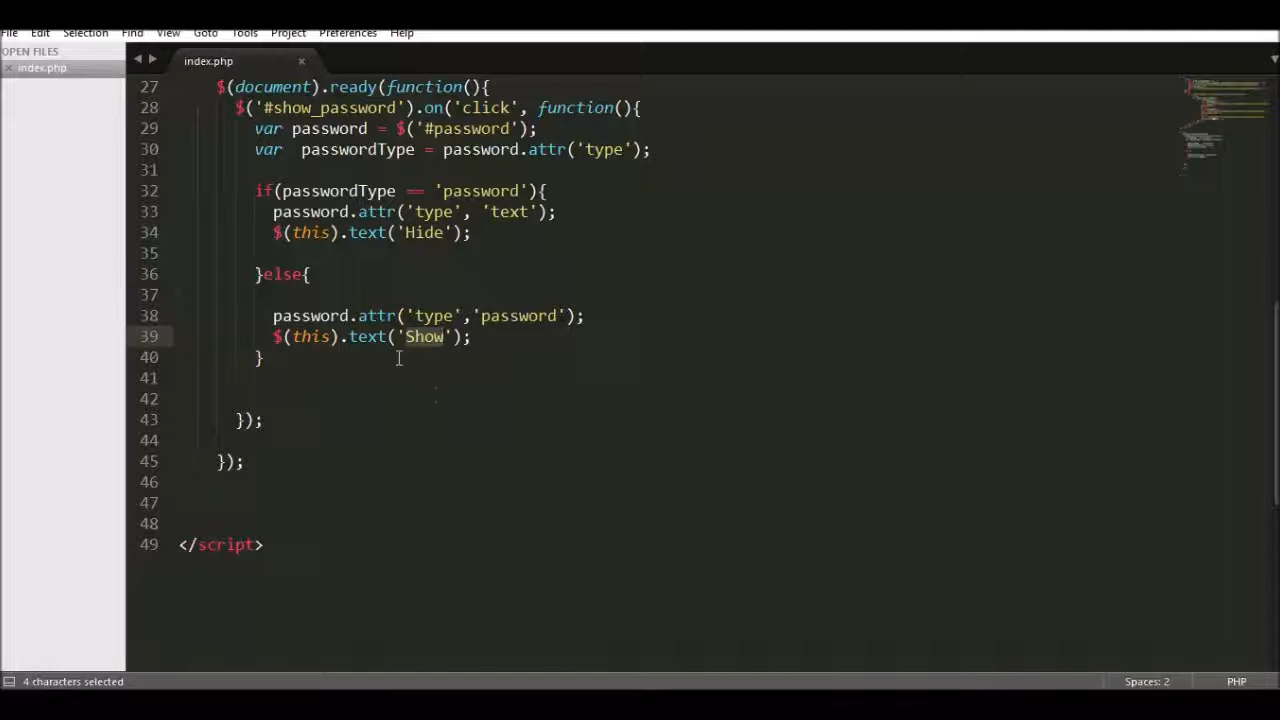 File Edit Selection Find View Goto Tools Project Preferences Help
OPEN FILES
index.php
index.php
27 $(document).ready(function(){
28 $('#show_password').on('click', function(){
29 var password = $('#password');
30 var passwordType = password.attr('type');
31
32 if(passwordType == 'password'){
33 password.attr('type', 'text');
34 $(this).text('Hide');
35
36 }else{
37
38 password.attr('type','password');
39 $(this).text('Show');
40 }
41
42
43 });
44
45 });
46
47
48
49 </script>
4 characters selected Spaces: 2 PHP